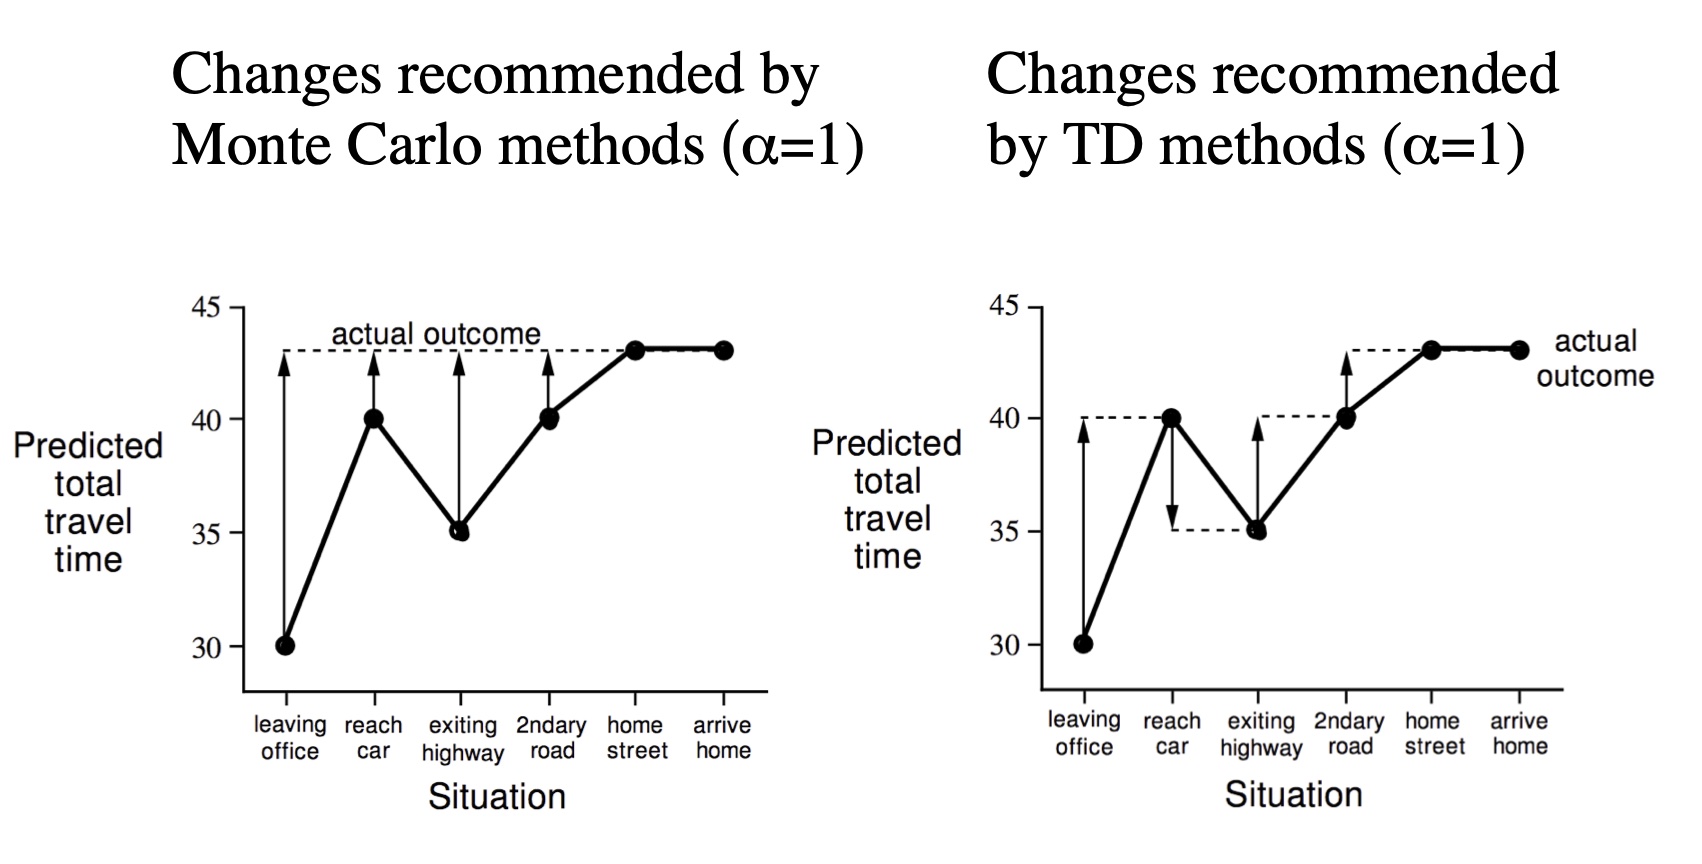 Changes recommended by
Monte Carlo methods (α=1)
Changes recommended
by TD methods (α=1)
45
actual outcome
40
Predicted
total
travel
time
35
30
leaving
office
reach
car
exiting
highway
2ndary
road
home
street
arrive
home
Situation
45
actual
outcome
40
Predicted
total
travel
time
35
30
leaving
office
reach
car
exiting
highway
2ndary
road
home
street
arrive
home
Situation